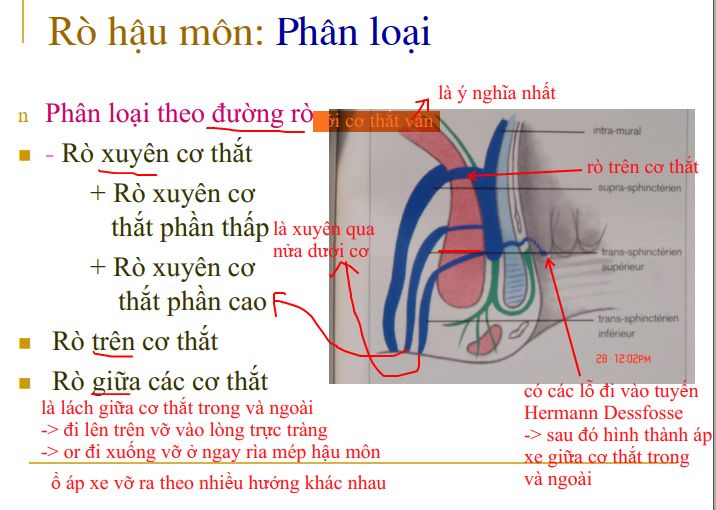 Rò hậu môn: Phân loại
là ý nghĩa nhất
n Phân loại theo đường rò
ới cơ thắt vân
- Rò xuyên cơ thắt
+ Rò xuyên cơ
thắt phần thấp
là xuyên qua
nửa dưới cơ
+ Rò xuyên cơ
thắt phần cao
Rò trên cơ thắt
Rò giữa các cơ thắt
intra-mural
rò trên cơ thắt
supra-sphinctérien
trans-sphinctérien
supérieur
trans-sphinctérien
inférieur
28 12:02PM
là lách giữa cơ thắt trong và ngoài
-> đi lên trên vỡ vào lòng trực tràng
-> or đi xuống vỡ ở ngay rìa mép hậu môn
ổ áp xe vỡ ra theo nhiều hướng khác nhau
có các lỗ đi vào tuyến
Hermann Dessfosse
-> sau đó hình thành áp
xe giữa cơ thắt trong
và ngoài